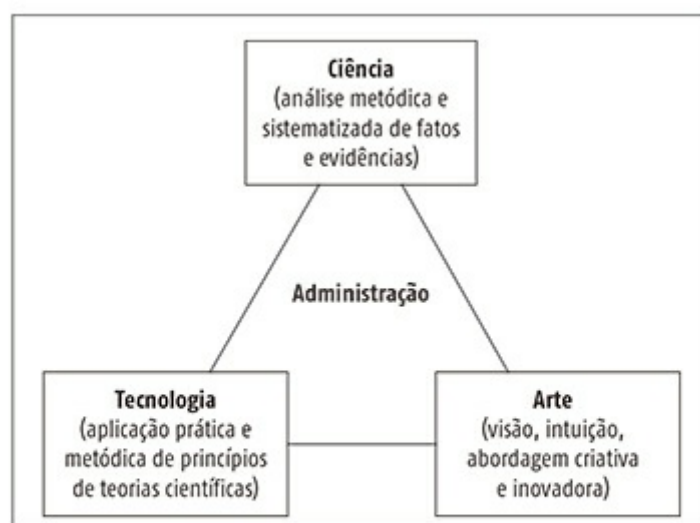 Ciência
(análise metódica e
sistematizada de fatos
e evidências)
Administração
Tecnologia
(aplicação prática e
metódica de princípios
de teorias científicas)
Arte
(visão, intuição,
abordagem criativa
e inovadora)